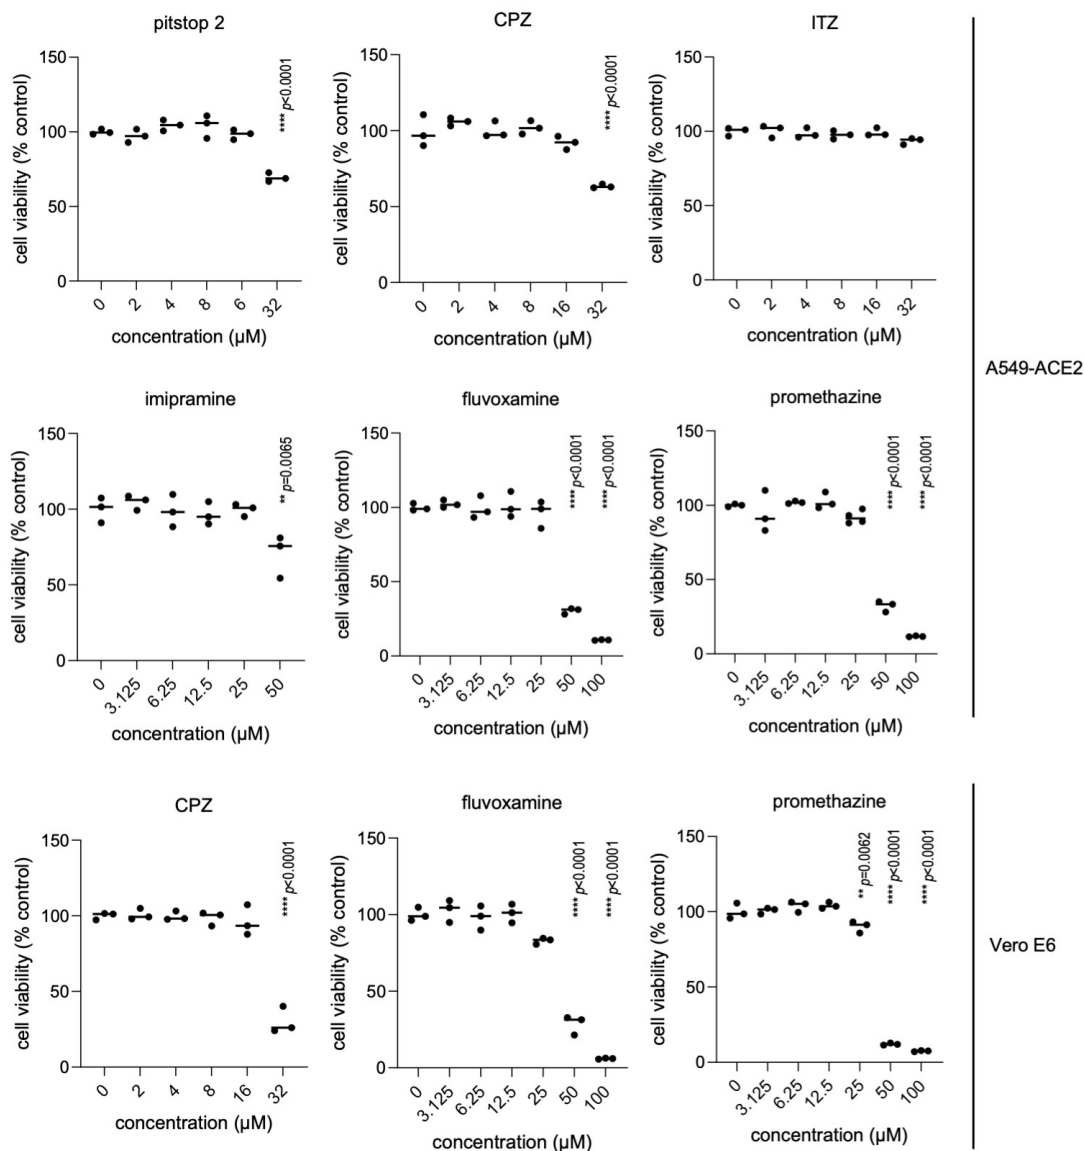 pitstop 2
cell viability (% control)
150
100
50
0
**** p<0.0001
0 2 4 8 6 32
concentration (µM)
CPZ
cell viability (% control)
150
100
50
0
**** p<0.0001
0 2 4 8 16 32
concentration (µM)
ITZ
cell viability (% control)
150
100
50
0
0 2 4 8 16 32
concentration (µM)
A549-ACE2
imipramine
cell viability (% control)
150
100
50
0
** p=0.0065
0 3.125 6.25 12.5 25 50
concentration (µM)
fluvoxamine
cell viability (% control)
150
100
50
0
**** p<0.0001
**** p<0.0001
0 3.125 6.25 12.5 25 50 100
concentration (µM)
promethazine
cell viability (% control)
150
100
50
0
**** p<0.0001
**** p<0.0001
0 3.125 6.25 12.5 25 50 100
concentration (µM)
CPZ
cell viability (% control)
150
100
50
0
**** p<0.0001
0 2 4 8 16 32
concentration (µM)
fluvoxamine
cell viability (% control)
150
100
50
0
**** p<0.0001
**** p<0.0001
0 3.125 6.25 12.5 25 50 100
concentration (µM)
promethazine
cell viability (% control)
150
100
50
0
** p=0.0062
**** p<0.0001
**** p<0.0001
0 3.125 6.25 12.5 25 50 100
concentration (µM)
Vero E6